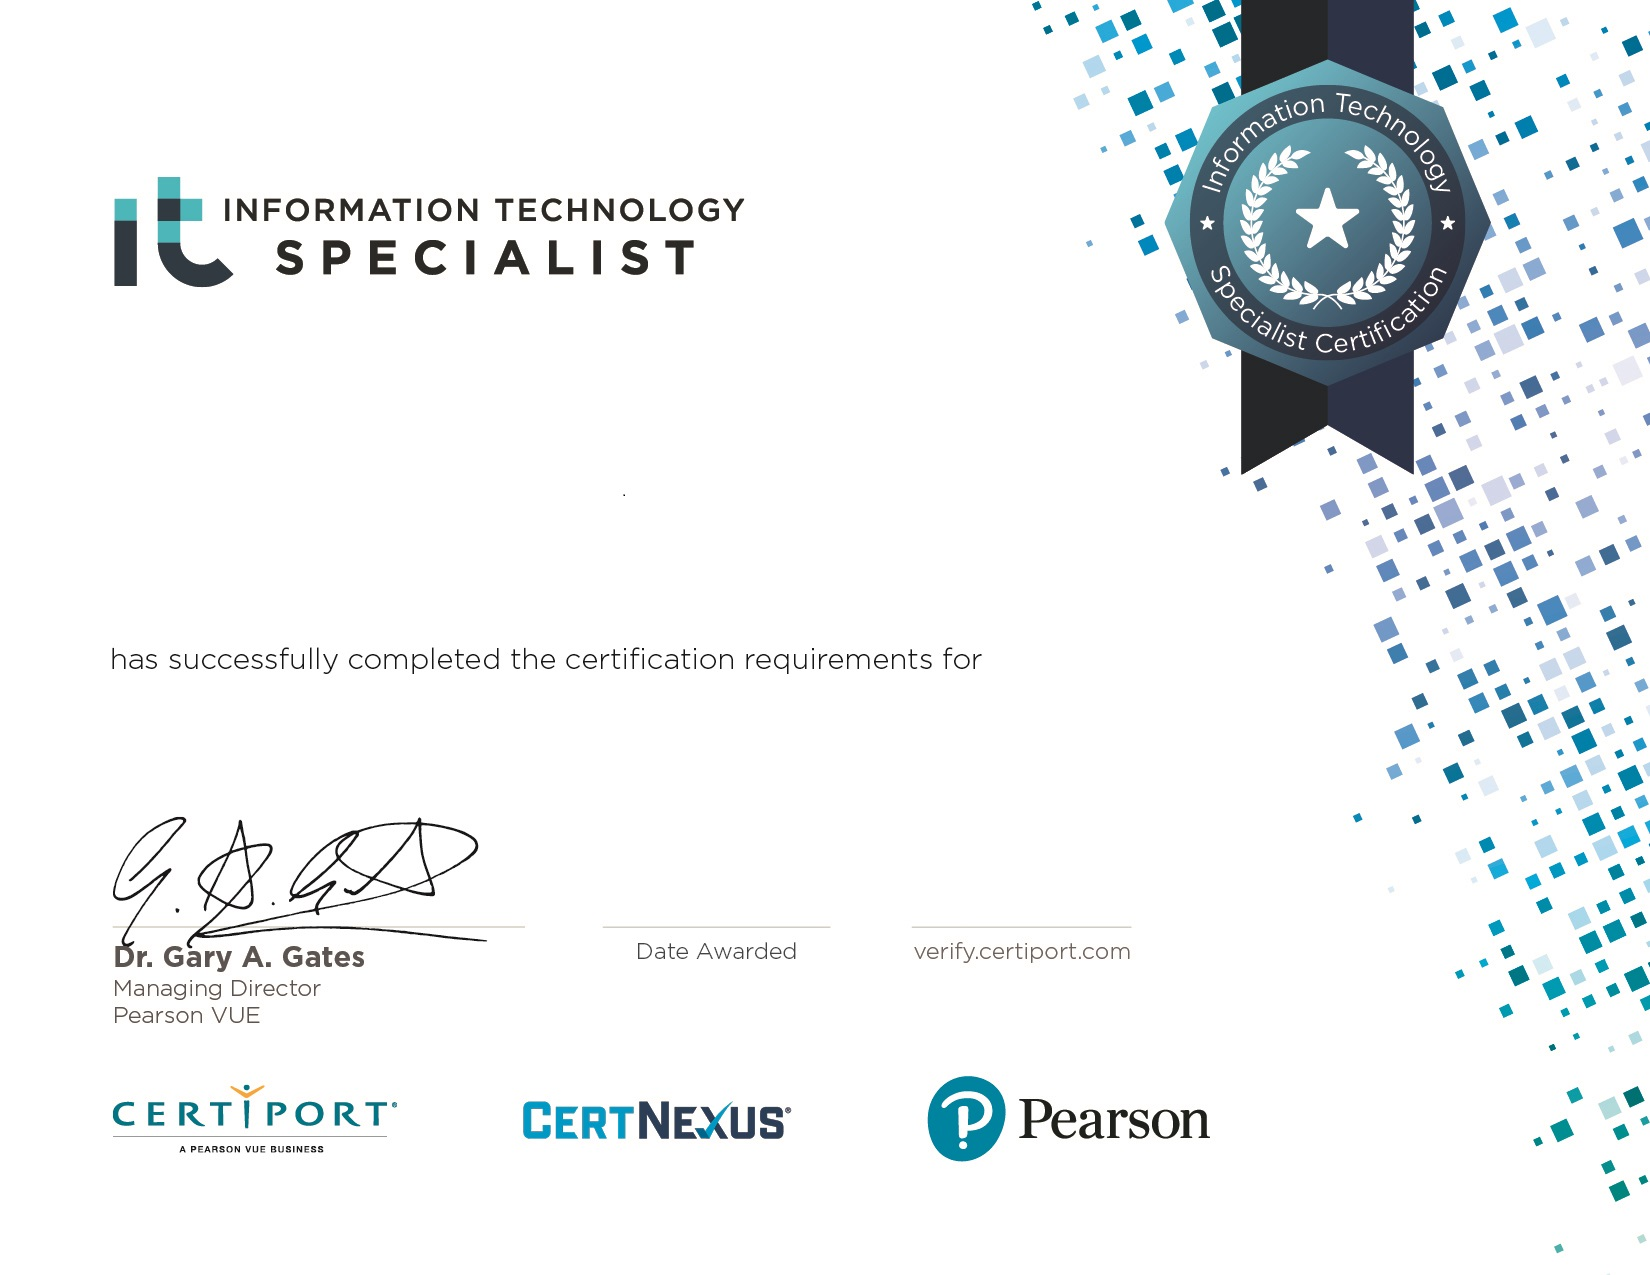 Information Technology
Specialist Certification
it INFORMATION TECHNOLOGY
SPECIALIST
.
has successfully completed the certification requirements for
G. A. Gates
Dr. Gary A. Gates
Managing Director
Pearson VUE
Date Awarded
verify.certiport.com
CERTIPORT®
A PEARSON VUE BUSINESS
CERTNEXUS®
P Pearson